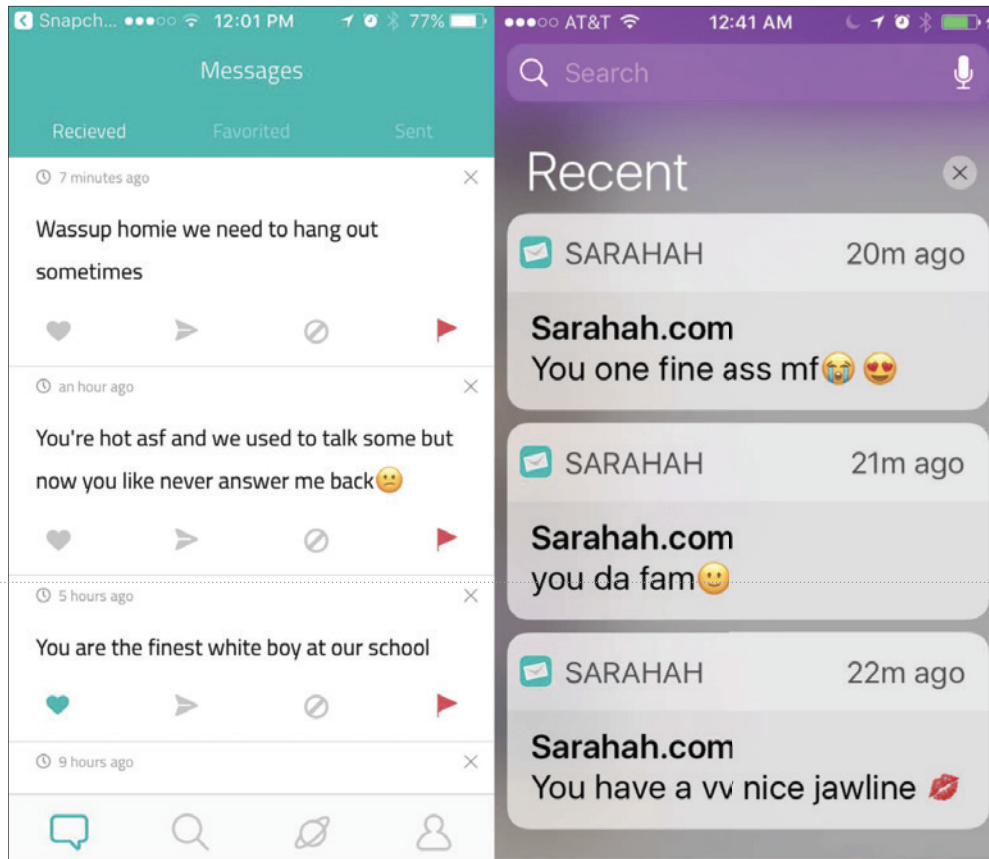 Snapch... 12:01 PM 77%
Messages
Recieved Favorited Sent
7 minutes ago
Wassup homie we need to hang out
sometimes
an hour ago
You're hot asf and we used to talk some but
now you like never answer me back😕
5 hours ago
You are the finest white boy at our school
9 hours ago
AT&T 12:41 AM
Search
Recent
SARAHAH 20m ago
Sarahah.com
You one fine ass mf😭😍
SARAHAH 21m ago
Sarahah.com
you da fam🙂
SARAHAH 22m ago
Sarahah.com
You have a vv nice jawline 💋